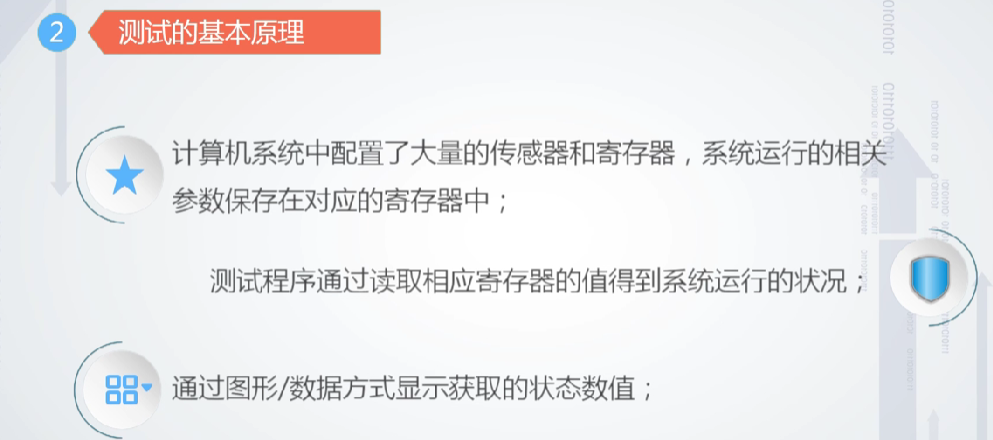 2
测试的基本原理
计算机系统中配置了大量的传感器和寄存器，系统运行的相关
参数保存在对应的寄存器中；
测试程序通过读取相应寄存器的值得到系统运行的状况；
通过图形/数据方式显示获取的状态数值；